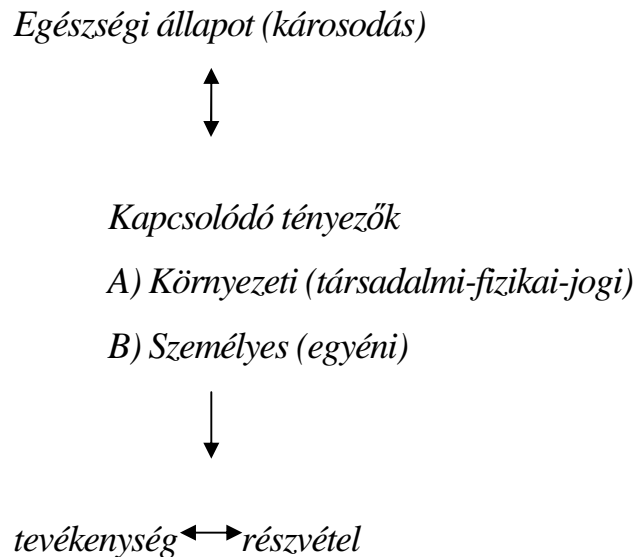 Egészségi állapot (károsodás)
Kapcsolódó tényezők
A) Környezeti (társadalmi-fizikai-jogi)
B) Személyes (egyéni)
tevékenység részvétel